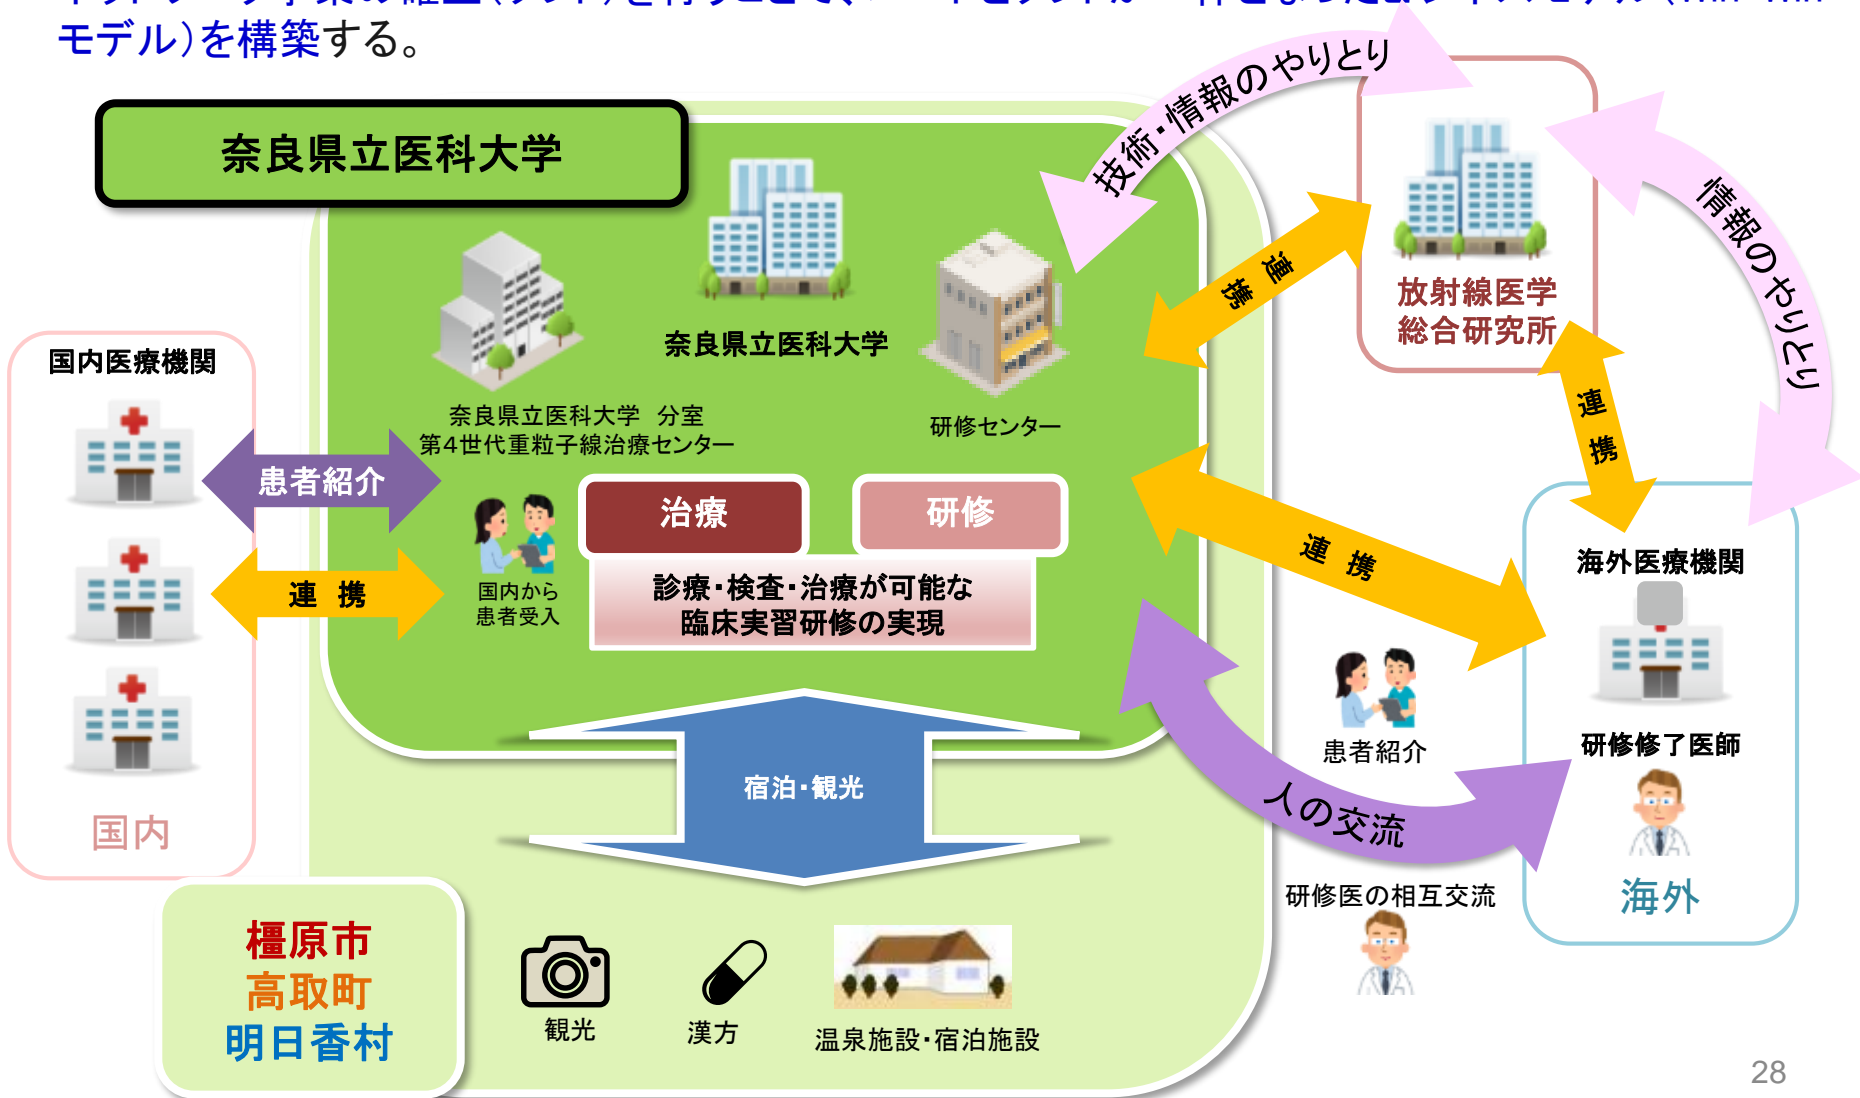 モデル)を構築する。
奈良県立医科大学
技術・情報のやりとり
情報のやりとり
連携
放射線医学
総合研究所
奈良県立医科大学
国内医療機関
奈良県立医科大学 分室
第4世代重粒子線治療センター
研修センター
連携
患者紹介
治療
研修
連携
海外医療機関
連携
国内から
患者受入
診療・検査・治療が可能な
臨床実習研修の実現
患者紹介
研修修了医師
宿泊・観光
人の交流
国内
研修医の相互交流
海外
橿原市
高取町
明日香村
観光
漢方
温泉施設・宿泊施設
28